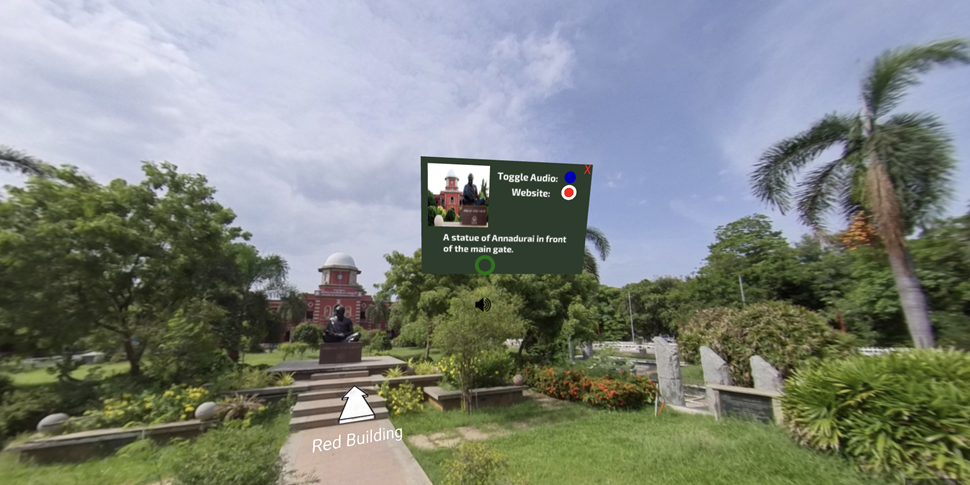 X
Toggle Audio:
Website:
A statue of Annadurai in front
of the main gate.
Red Building